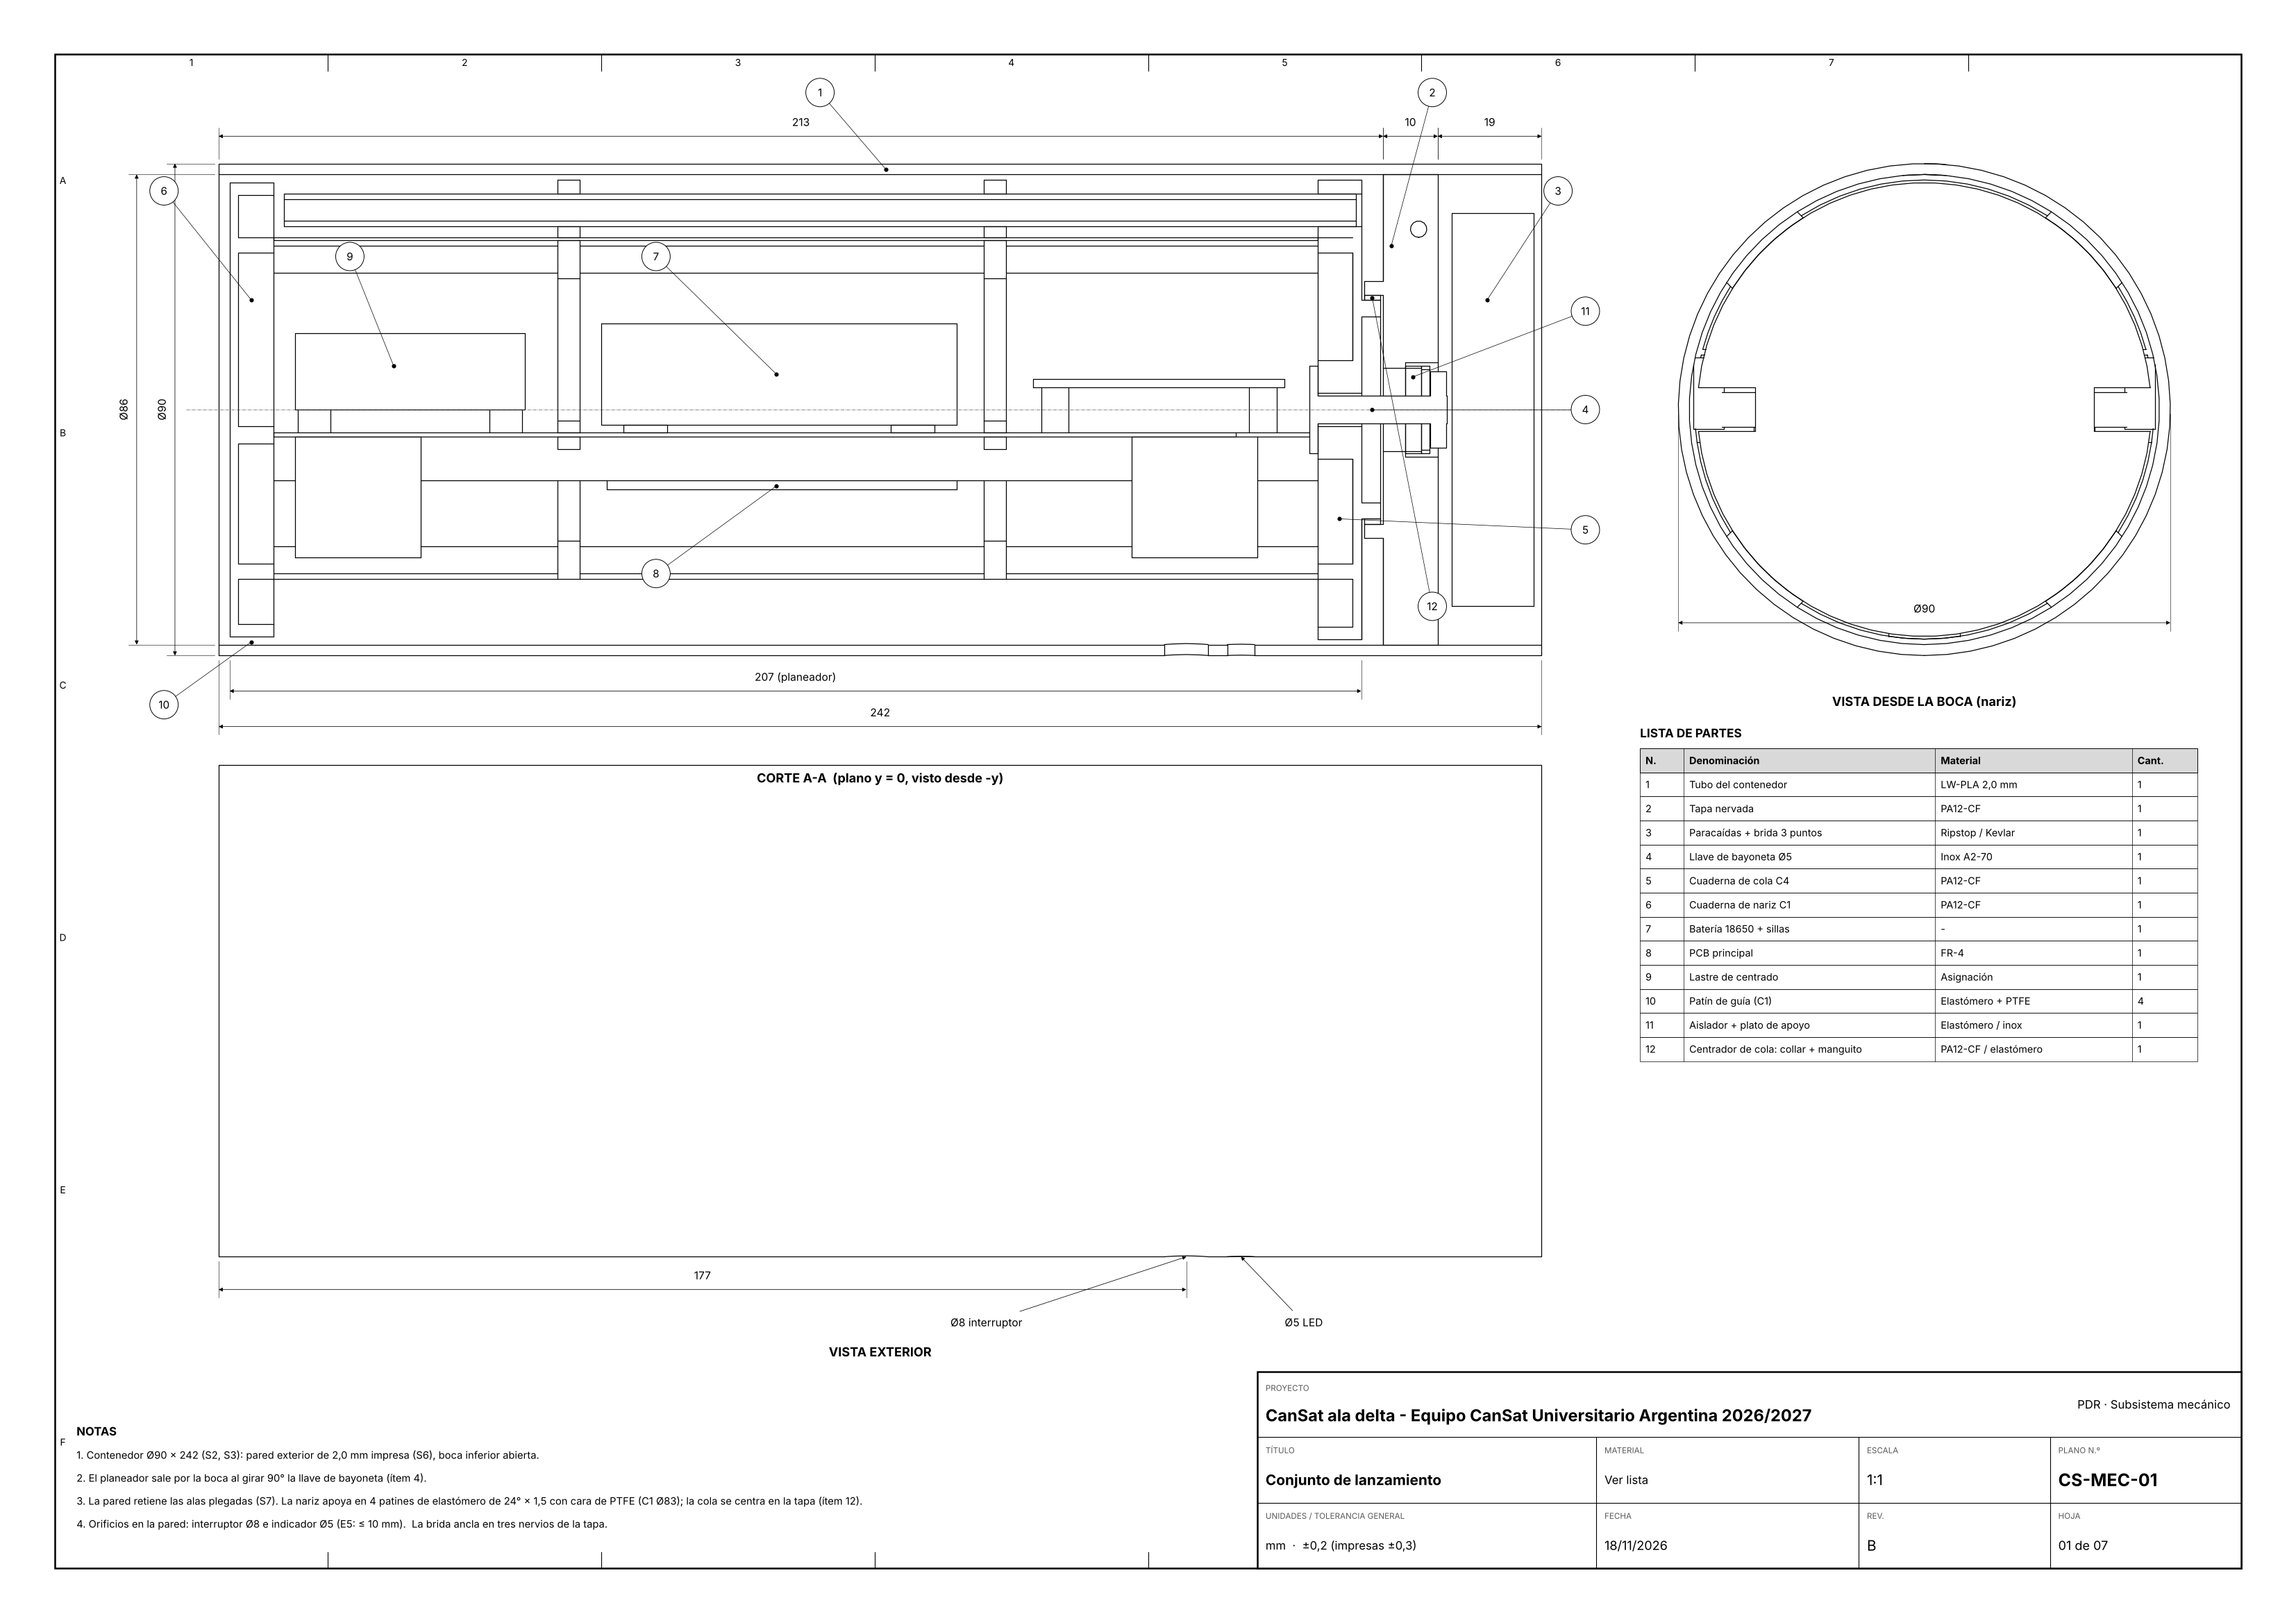 1 2 3 4 5 6 7
1 2
213 10 19
A
6 3
9 7
11
Ø86 Ø90 4
B
5
8
12
Ø90
207 (planeador)
C
10
242
VISTA DESDE LA BOCA (nariz)
LISTA DE PARTES
N. Denominación Material Cant.
1 Tubo del contenedor LW-PLA 2,0 mm 1
2 Tapa nervada PA12-CF 1
3 Paracaídas + brida 3 puntos Ripstop / Kevlar 1
4 Llave de bayoneta Ø5 Inox A2-70 1
5 Cuaderna de cola C4 PA12-CF 1
6 Cuaderna de nariz C1 PA12-CF 1
7 Batería 18650 + sillas - 1
8 PCB principal FR-4 1
9 Lastre de centrado Asignación 1
10 Patín de guía (C1) Elastómero + PTFE 4
11 Aislador + plato de apoyo Elastómero / inox 1
12 Centrador de cola: collar + manguito PA12-CF / elastómero 1
CORTE A-A (plano y = 0, visto desde -y)
D
E
177
Ø8 interruptor Ø5 LED
VISTA EXTERIOR
F
NOTAS
1. Contenedor Ø90 × 242 (S2, S3): pared exterior de 2,0 mm impresa (S6), boca inferior abierta.
2. El planeador sale por la boca al girar 90° la llave de bayoneta (ítem 4).
3. La pared retiene las alas plegadas (S7). La nariz apoya en 4 patines de elastómero de 24° × 1,5 con cara de PTFE (C1 Ø83); la cola se centra en la tapa (ítem 12).
4. Orificios en la pared: interruptor Ø8 e indicador Ø5 (E5: ≤ 10 mm). La brida ancla en tres nervios de la tapa.
PROYECTO
CanSat ala delta - Equipo CanSat Universitario Argentina 2026/2027
PDR · Subsistema mecánico
TÍTULO MATERIAL ESCALA PLANO N.º
Conjunto de lanzamiento Ver lista 1:1 CS-MEC-01
UNIDADES / TOLERANCIA GENERAL FECHA REV. HOJA
mm · ±0,2 (impresas ±0,3) 18/11/2026 B 01 de 07